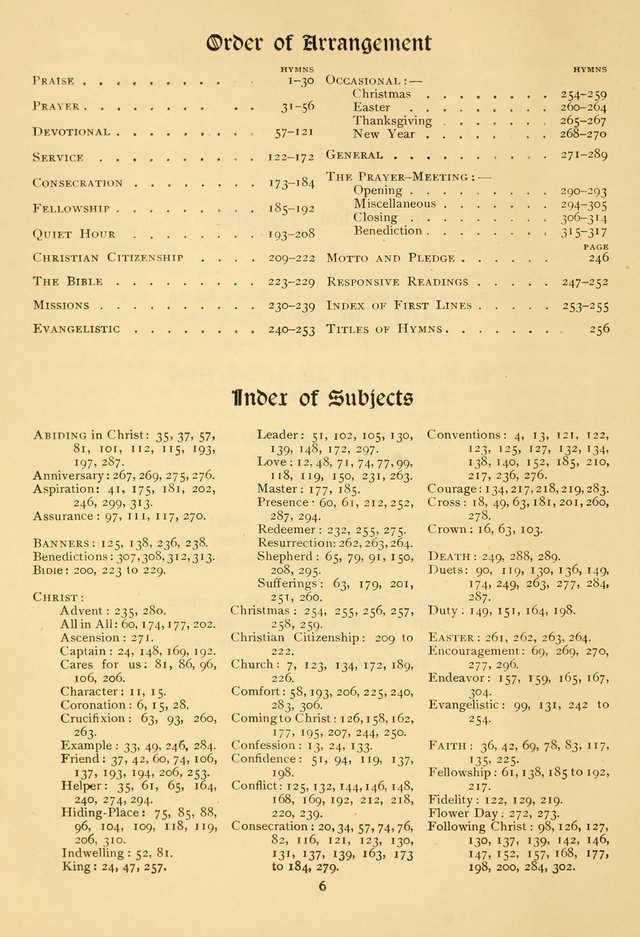 Order of Arrangement
HYMNS
PRAISE . . . . . . . . . 1–30
PRAYER . . . . . . . . . 31–56
DEVOTIONAL . . . . . . . . 57–121
SERVICE . . . . . . . . . 122–172
CONSECRATION . . . . . . . 173–184
FELLOWSHIP . . . . . . . . 185–192
QUIET HOUR . . . . . . . . 193–208
CHRISTIAN CITIZENSHIP . . . . 209–222
THE BIBLE . . . . . . . . 223–229
MISSIONS . . . . . . . . . 230–239
EVANGELISTIC . . . . . . . 240–253
HYMNS
OCCASIONAL:—
Christmas . . . . . . . . 254–259
Easter . . . . . . . . 260–264
Thanksgiving . . . . . . . 265–267
New Year . . . . . . . . 268–270
GENERAL . . . . . . . . . 271–289
THE PRAYER–MEETING:—
Opening . . . . . . . . . 290–293
Miscellaneous . . . . . . . 294–305
Closing . . . . . . . . . 306–314
Benediction . . . . . . . . 315–317
PAGE
MOTTO AND PLEDGE . . . . . . 246
RESPONSIVE READINGS . . . . . 247–252
INDEX OF FIRST LINES . . . . . 253–255
TITLES OF HYMNS . . . . . . . 256
Index of Subjects
ABIDING in Christ: 35, 37, 57,
81, 101, 112, 115, 193,
197, 287.
Anniversary: 267, 269, 275, 276.
Aspiration: 41, 175, 181, 202,
246, 299, 313.
Assurance: 97, 111, 117, 270.
BANNERS: 125, 138, 236, 238.
Benedictions: 307, 308, 312, 313.
BIDIE: 200, 223 to 229.
CHRIST:
Advent: 235, 280.
All in All: 60, 174, 177, 202.
Ascension: 271.
Captain: 24, 148, 169, 192.
Cares for us: 81, 86, 96,
106, 206.
Character: 11, 15.
Coronation: 6, 15, 28.
Crucifixion: 63, 93, 260,
263.
Example: 33, 49, 246, 284.
Friend: 37, 42, 60, 74, 106,
137, 193, 194, 206, 253.
Helper: 35, 61, 65, 164,
240, 274, 294.
Hiding-Place: 75, 85, 88,
96, 104, 109, 118, 119,
206, 310.
Indwelling: 52, 81.
King: 24, 47, 257.
Leader: 51, 102, 105, 130,
139, 148, 172, 297.
Love: 12, 48, 71, 74, 77, 99,
118, 119, 150, 231, 263.
Master: 177, 185.
Presence: 60, 61, 212, 252,
287, 294.
Redeemer: 232, 255, 275.
Resurrection: 262, 263, 264.
Shepherd: 65, 79, 91, 150,
208, 295.
Sufferings: 63, 179, 201,
251, 260.
Christmas: 254, 255, 256, 257,
258, 259.
Christian Citizenship: 209 to
222.
Church: 7, 123, 134, 172, 189,
226.
Comfort: 58, 193, 206, 225, 240,
283, 306.
Coming to Christ: 126, 158, 162,
177, 195, 207, 244, 250.
Confession: 13, 24, 133.
Confidence: 51, 94, 119, 137,
198.
Conflict: 125, 132, 144, 146, 148,
168, 169, 192, 212, 218,
220, 239.
Consecration: 20, 34, 57, 74, 76,
82, 116, 121, 123, 130,
131, 137, 139, 163, 173
to 184, 279.
Conventions: 4, 13, 121, 122,
123, 125, 127, 132, 134,
138, 140, 152, 185, 210,
217, 236, 276.
Courage: 134, 217, 218, 219, 283.
Cross: 18, 49, 63, 181, 201, 260,
278.
Crown: 16, 63, 103.
DEATH: 249, 288, 289.
Duets: 90, 119, 130, 136, 149,
174, 249, 263, 277, 284,
287.
Duty: 149, 151, 164, 198.
EASTER: 261, 262, 263, 264.
Encouragement: 69, 269, 270,
277, 296.
Endeavor: 157, 159, 165, 167,
304.
Evangelistic: 99, 131, 242 to
254.
FAITH: 36, 42, 69, 78, 83, 117,
135, 225.
Fellowship: 61, 138, 185 to 192,
217.
Fidelity: 122, 129, 219.
Flower Day: 272, 273.
Following Christ: 98, 126, 127,
130, 137, 139, 142, 146,
147, 152, 157, 168, 177,
198, 200, 284, 302.
6